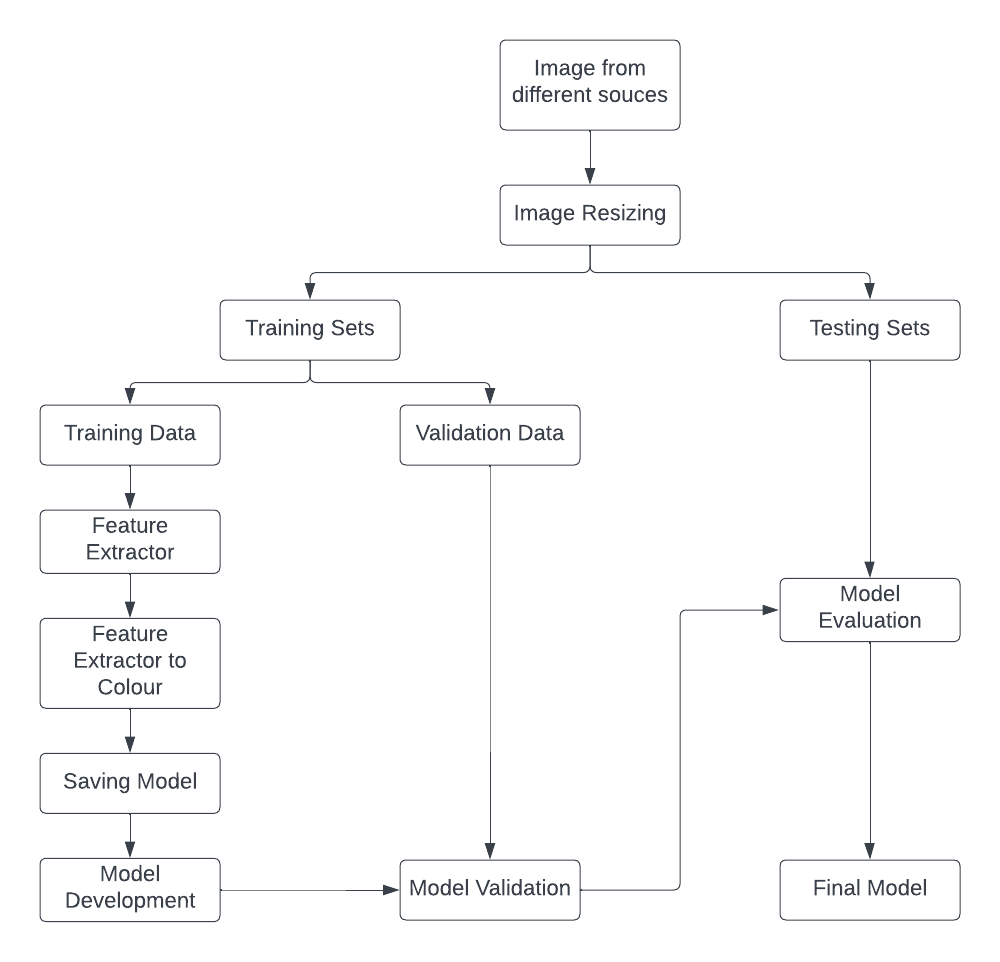 Image from
different souces
Image Resizing
Training Sets
Testing Sets
Training Data
Validation Data
Feature
Extractor
Model
Evaluation
Feature
Extractor to
Colour
Saving Model
Model
Development
Model Validation
Final Model